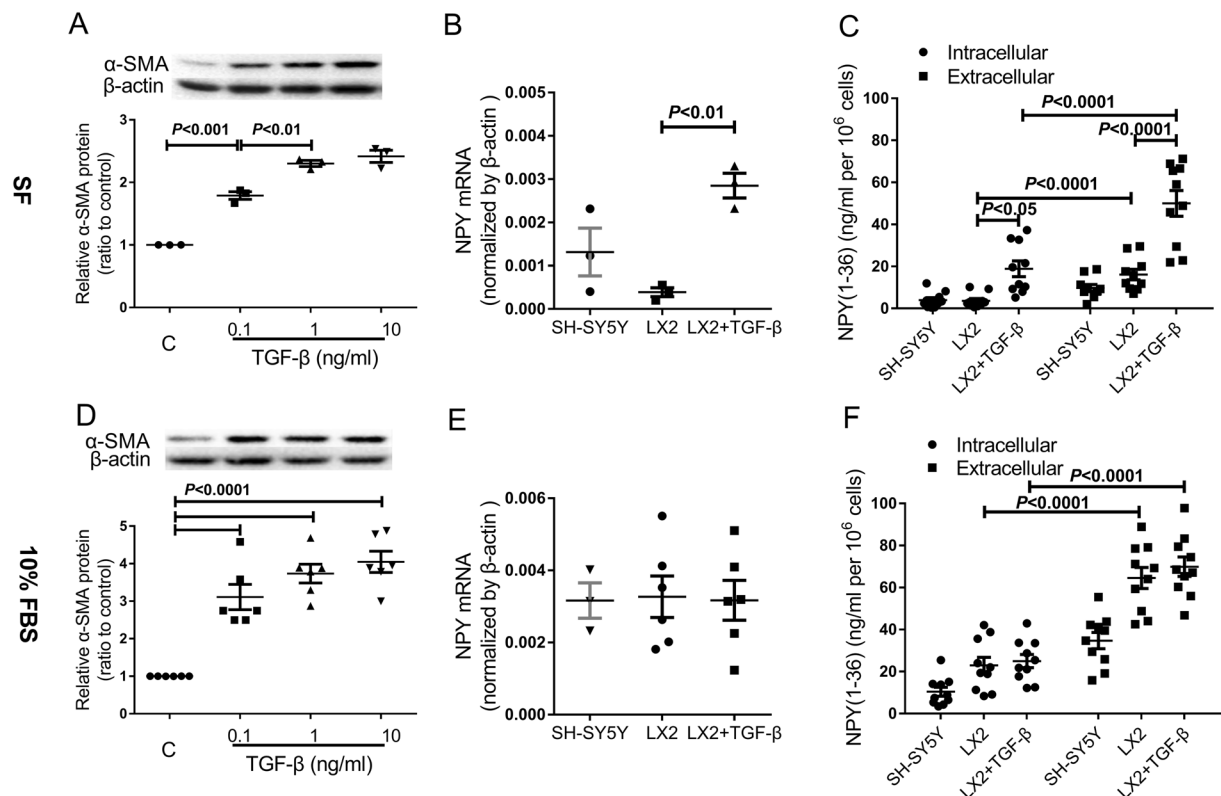 A
α-SMA
β-actin
Relative α-SMA protein
(ratio to control)
3
2
1
0
P<0.001
P<0.01
C
0.1
1
10
TGF-β (ng/ml)
SF
B
NPY mRNA
(normalized by β-actin )
0.005
0.004
0.003
0.002
0.001
0.000
P<0.01
SH-SY5Y
LX2
LX2+TGF-β
C
Intracellular
Extracellular
NPY(1-36) (ng/ml per 10⁶ cells)
100
80
60
40
20
0
P<0.0001
P<0.0001
P<0.0001
P<0.05
SH-SY5Y
LX2
LX2+TGF-β
SH-SY5Y
LX2
LX2+TGF-β
D
α-SMA
β-actin
Relative α-SMA protein
(ratio to control)
5
4
3
2
1
0
P<0.0001
C
0.1
1
10
TGF-β (ng/ml)
10% FBS
E
NPY mRNA
(normalized by β-actin )
0.006
0.004
0.002
0.000
SH-SY5Y
LX2
LX2+TGF-β
F
Intracellular
Extracellular
NPY(1-36) (ng/ml per 10⁶ cells)
100
80
60
40
20
0
P<0.0001
P<0.0001
SH-SY5Y
LX2
LX2+TGF-β
SH-SY5Y
LX2
LX2+TGF-β